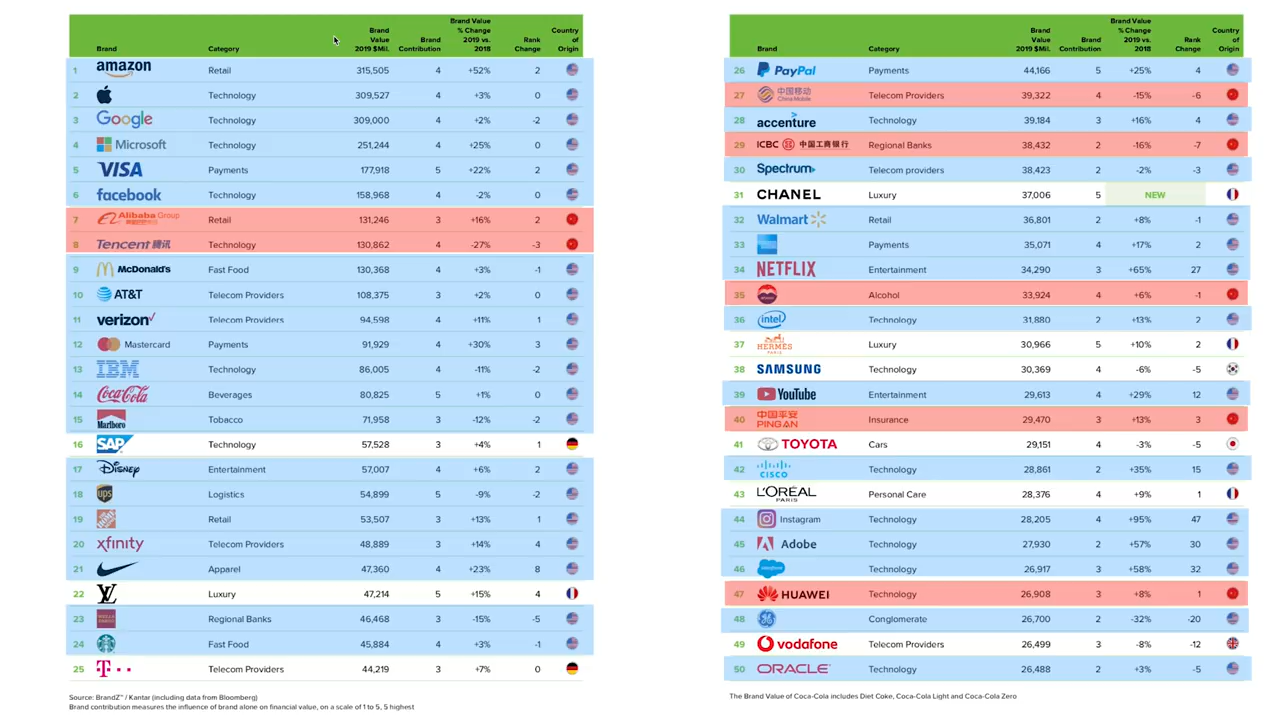 Brand Category Brand Value 2019 $Mil. Brand Contribution Brand Value % Change 2019 vs. 2018 Rank Change Country of Origin
1 amazon Retail 315,505 4 +52% 2
2 Technology 309,527 4 +3% 0
3 Google Technology 309,000 4 +2% -2
4 Microsoft Technology 251,244 4 +25% 0
5 VISA Payments 177,918 5 +22% 2
6 facebook Technology 158,968 4 -2% 0
7 Alibaba Group Retail 131,246 3 +16% 2
8 Tencent 腾讯 Technology 130,862 4 -27% -3
9 McDonald's Fast Food 130,368 4 +3% -1
10 AT&T Telecom Providers 108,375 3 +2% 0
11 verizon Telecom Providers 94,598 4 +11% 1
12 Mastercard Payments 91,929 4 +30% 3
13 IBM Technology 86,005 4 -11% -2
14 Coca-Cola Beverages 80,825 5 +1% 0
15 Marlboro Tobacco 71,958 3 -12% -2
16 SAP Technology 57,528 3 +4% 1
17 Disney Entertainment 57,007 4 +6% 2
18 ups Logistics 54,899 5 -9% -2
19 Retail 53,507 3 +13% 1
20 xfinity Telecom Providers 48,889 3 +14% 4
21 Apparel 47,360 4 +23% 8
22 LV Luxury 47,214 5 +15% 4
23 WELLS FARGO Regional Banks 46,468 3 -15% -5
24 Fast Food 45,884 4 +3% -1
25 T Telecom Providers 44,219 3 +7% 0
Source: BrandZ™ / Kantar (including data from Bloomberg)
Brand contribution measures the influence of brand alone on financial value, on a scale of 1 to 5, 5 highest
Brand Category Brand Value 2019 $Mil. Brand Contribution Brand Value % Change 2019 vs. 2018 Rank Change Country of Origin
26 PayPal Payments 44,166 5 +25% 4
27 中国移动 China Mobile Telecom Providers 39,322 4 -15% -6
28 accenture Technology 39,184 3 +16% 4
29 ICBC 中国工商银行 Regional Banks 38,432 2 -16% -7
30 Spectrum Telecom providers 38,423 2 -2% -3
31 CHANEL Luxury 37,006 5 NEW
32 Walmart Retail 36,801 2 +8% -1
33 Payments 35,071 4 +17% 2
34 NETFLIX Entertainment 34,290 3 +65% 27
35 Alcohol 33,924 4 +6% -1
36 intel Technology 31,880 2 +13% 2
37 HERMÈS PARIS Luxury 30,966 5 +10% 2
38 SAMSUNG Technology 30,369 4 -6% -5
39 YouTube Entertainment 29,613 4 +29% 12
40 中国平安 PING AN Insurance 29,470 3 +13% 3
41 TOYOTA Cars 29,151 4 -3% -5
42 CISCO Technology 28,861 2 +35% 15
43 L'ORÉAL PARIS Personal Care 28,376 4 +9% 1
44 Instagram Technology 28,205 4 +95% 47
45 Adobe Technology 27,930 2 +57% 30
46 salesforce Technology 26,917 3 +58% 32
47 HUAWEI Technology 26,908 3 +8% 1
48 Conglomerate 26,700 2 -32% -20
49 vodafone Telecom Providers 26,499 3 -8% -12
50 ORACLE Technology 26,488 2 +3% -5
The Brand Value of Coca-Cola includes Diet Coke, Coca-Cola Light and Coca-Cola Zero